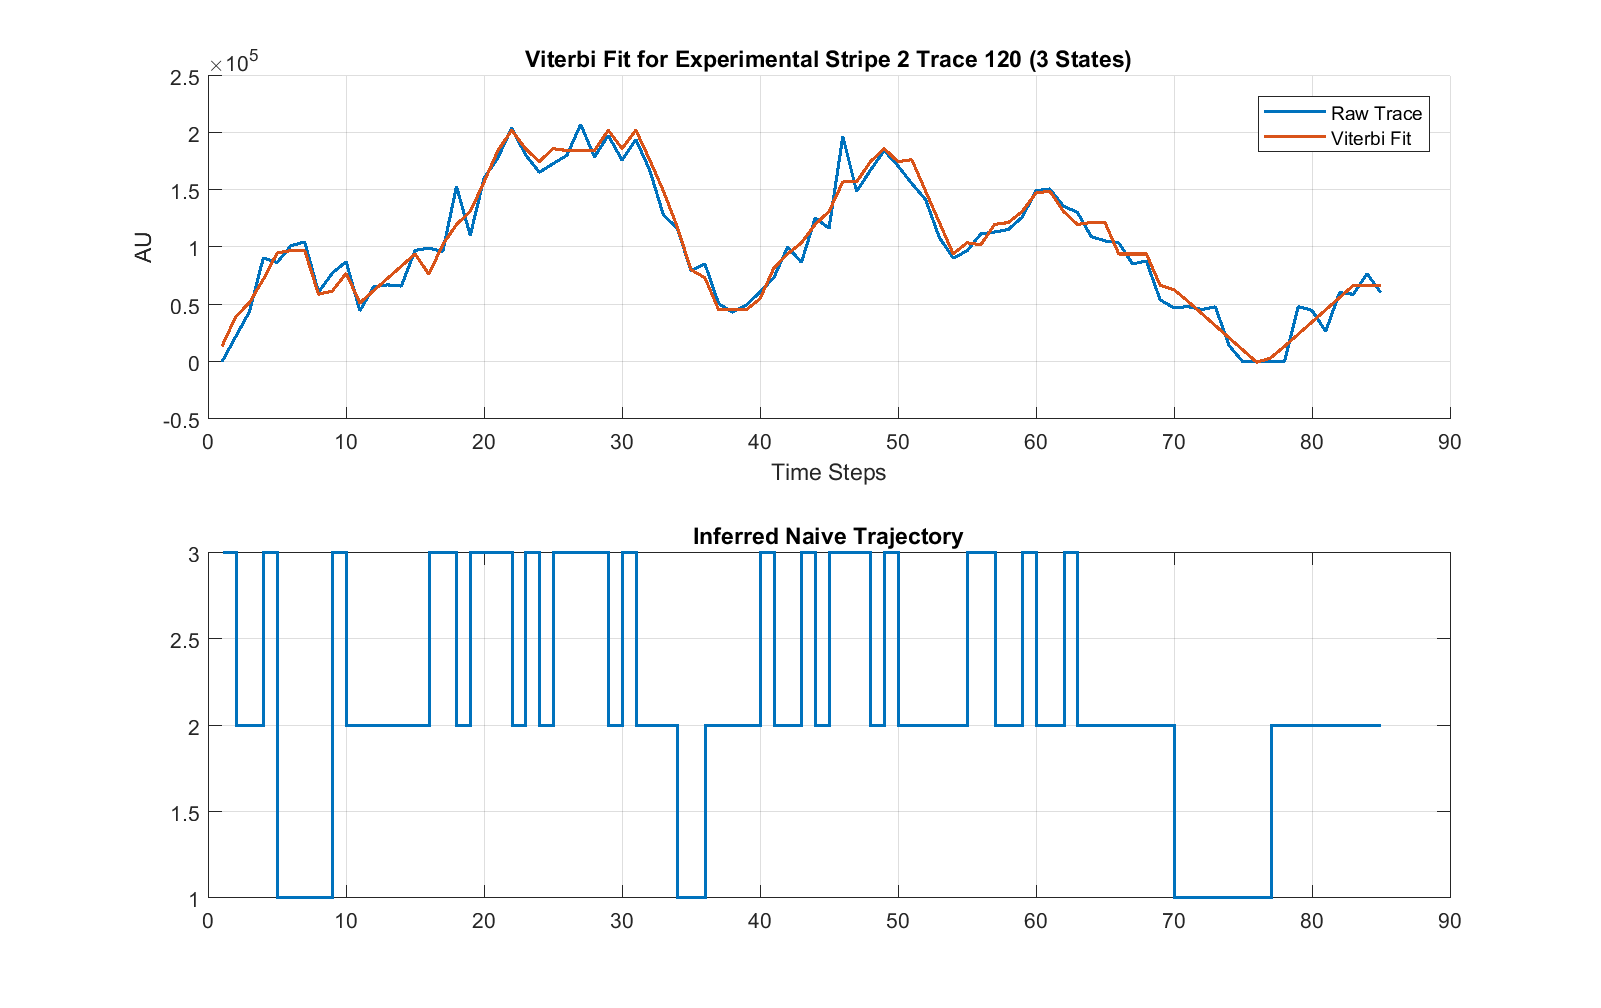 Viterbi Fit for Experimental Stripe 2 Trace 120 (3 States)
×10^5
2.5
2
1.5
1
0.5
0
-0.5
AU
Raw Trace
Viterbi Fit
0 10 20 30 40 50 60 70 80 90
Time Steps
Inferred Naive Trajectory
3
2.5
2
1.5
1
0 10 20 30 40 50 60 70 80 90